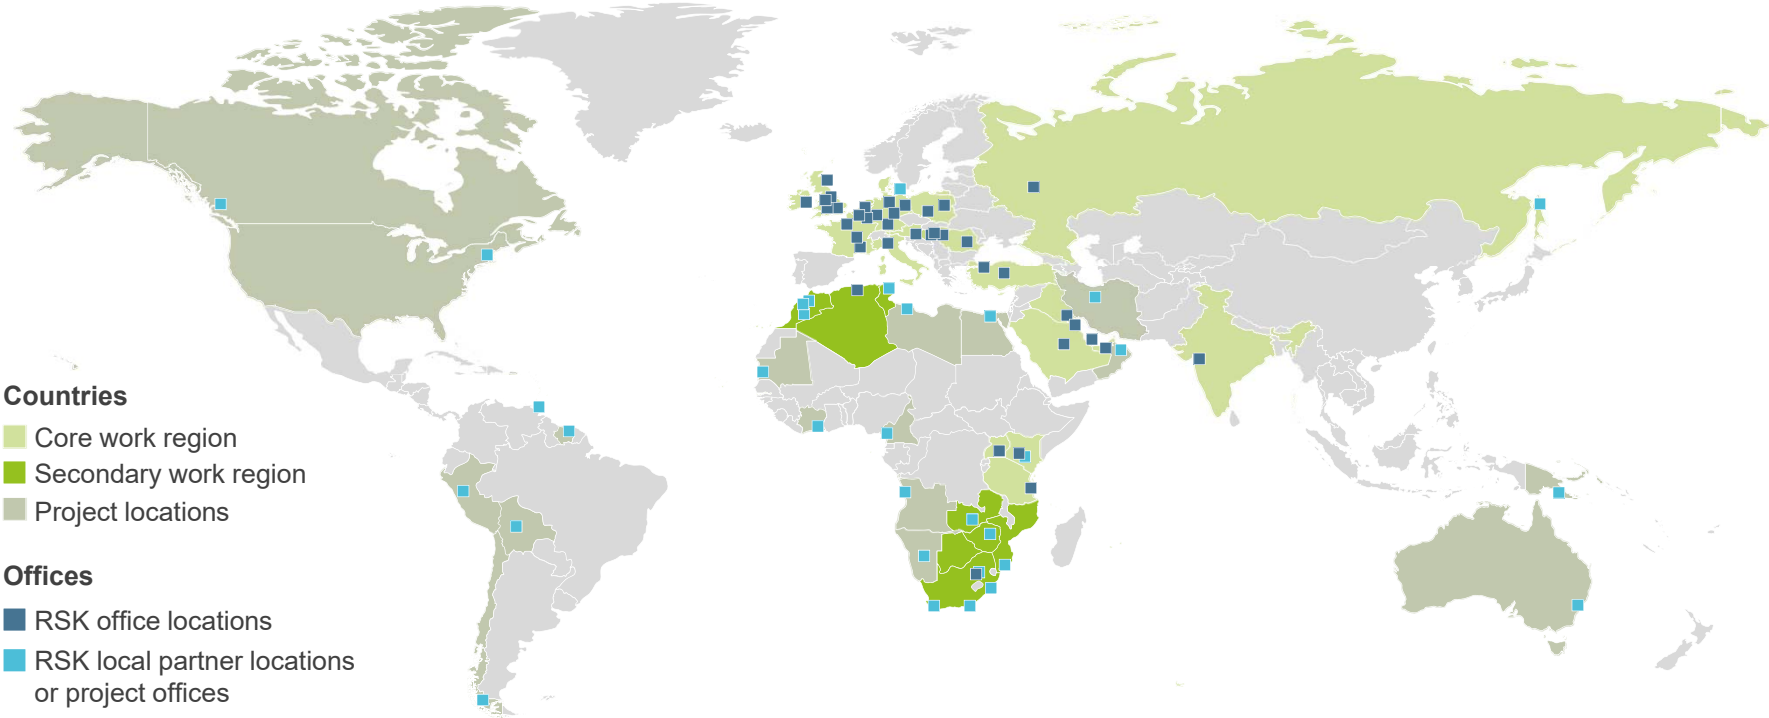 Countries
Core work region
Secondary work region
Project locations
Offices
RSK office locations
RSK local partner locations
or project offices